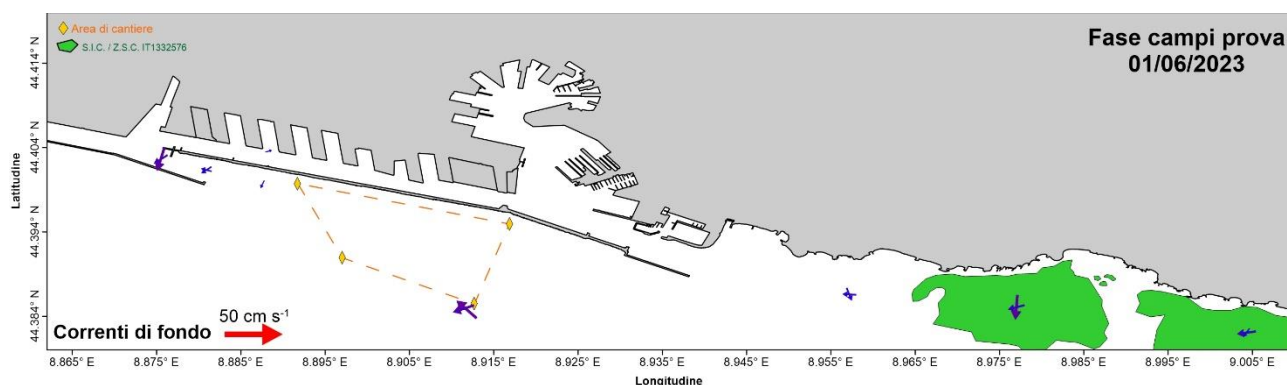 Area di cantiere
S.I.C. / Z.S.C. IT1332576
Fase campi prova
01/06/2023
44.414° N
44.404° N
44.394° N
44.384° N
Latitudine
50 cm s⁻¹
Correnti di fondo
8.865° E 8.875° E 8.885° E 8.895° E 8.905° E 8.915° E 8.925° E 8.935° E 8.945° E 8.955° E 8.965° E 8.975° E 8.985° E 8.995° E 9.005° E
Longitudine